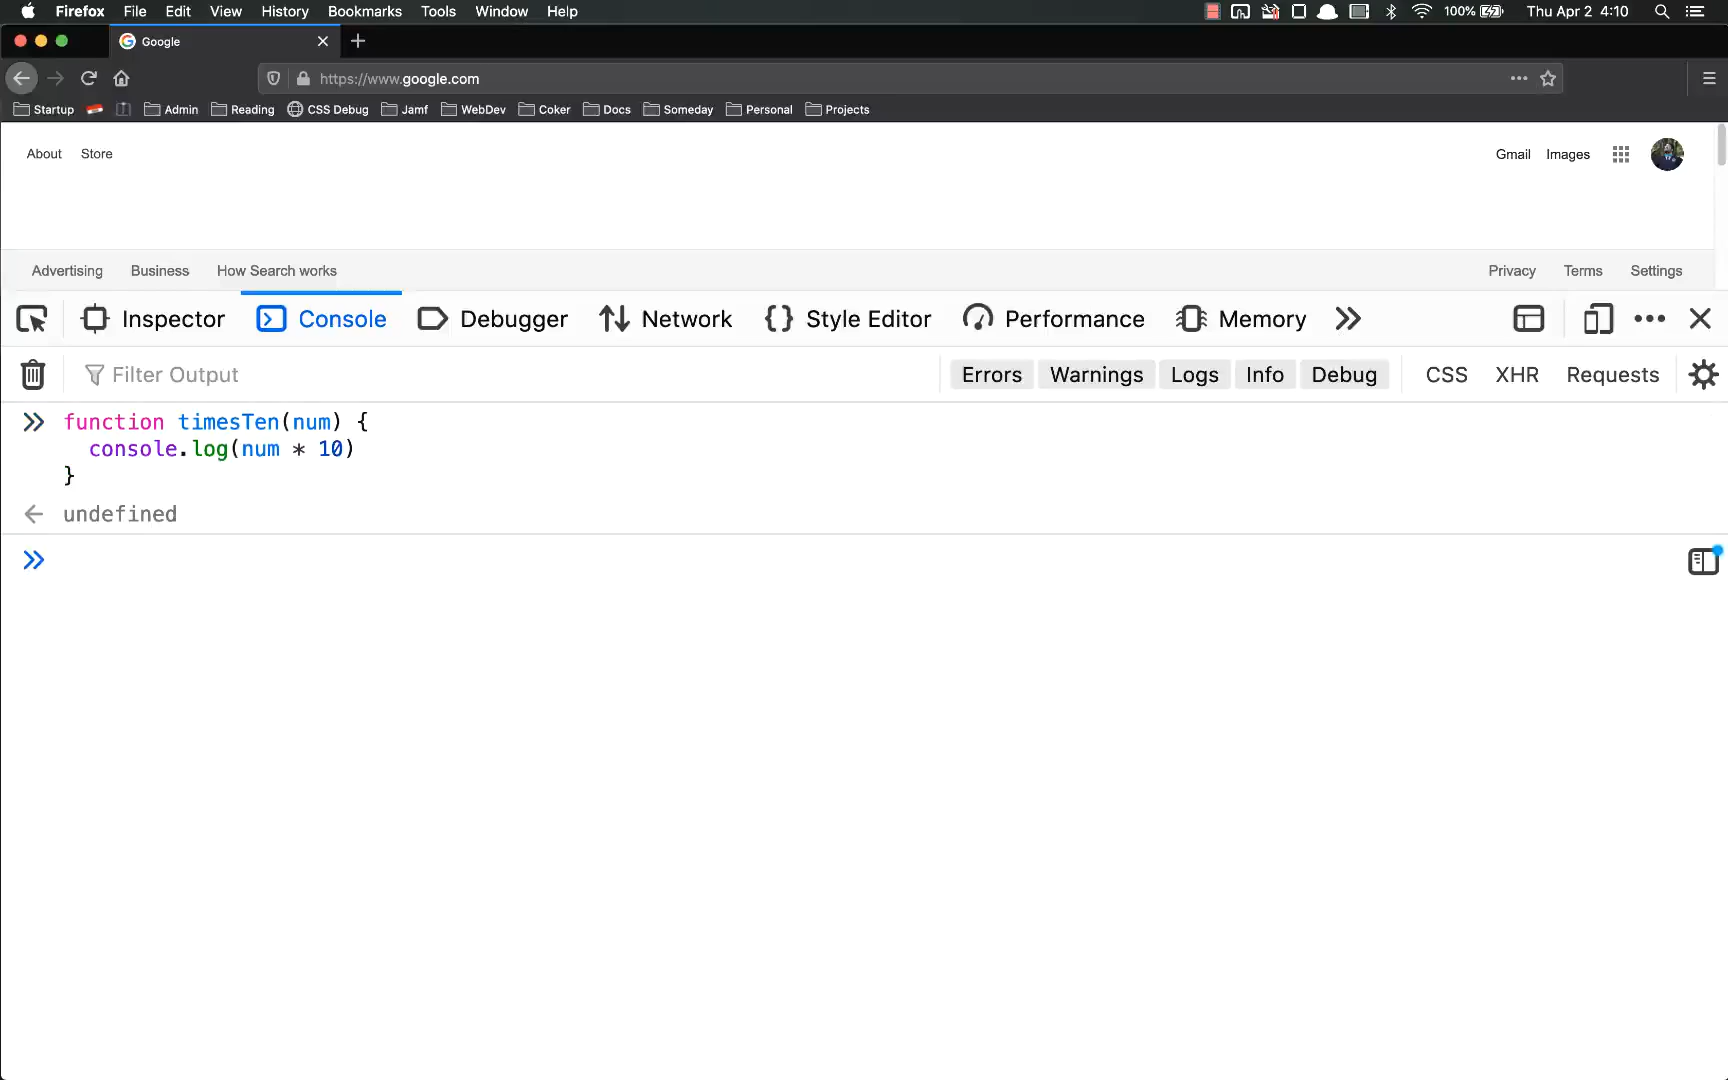 Firefox File Edit View History Bookmarks Tools Window Help 100% Thu Apr 2 4:10
Google
https://www.google.com
Startup Admin Reading CSS Debug Jamf WebDev Coker Docs Someday Personal Projects
About Store Gmail Images
Advertising Business How Search works Privacy Terms Settings
Inspector Console Debugger Network Style Editor Performance Memory
Filter Output Errors Warnings Logs Info Debug CSS XHR Requests
function timesTen(num) {
console.log(num * 10)
}
undefined